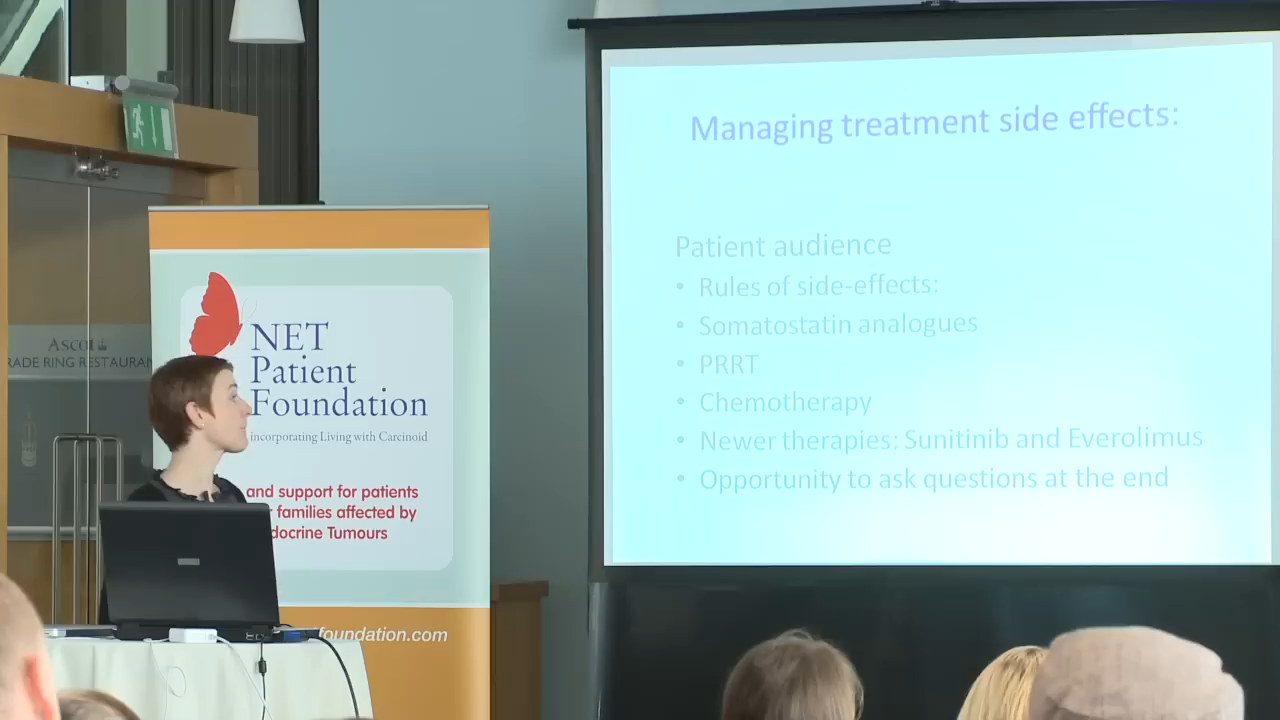 ASCOT
RADE RING RESTAURAN
NET
Patient
Foundation
incorporating Living with Carcinoid
and support for patients
families affected by
docrine Tumours
foundation.com
Managing treatment side effects:
Patient audience
• Rules of side-effects:
• Somatostatin analogues
• PRRT
• Chemotherapy
• Newer therapies: Sunitinib and Everolimus
• Opportunity to ask questions at the end